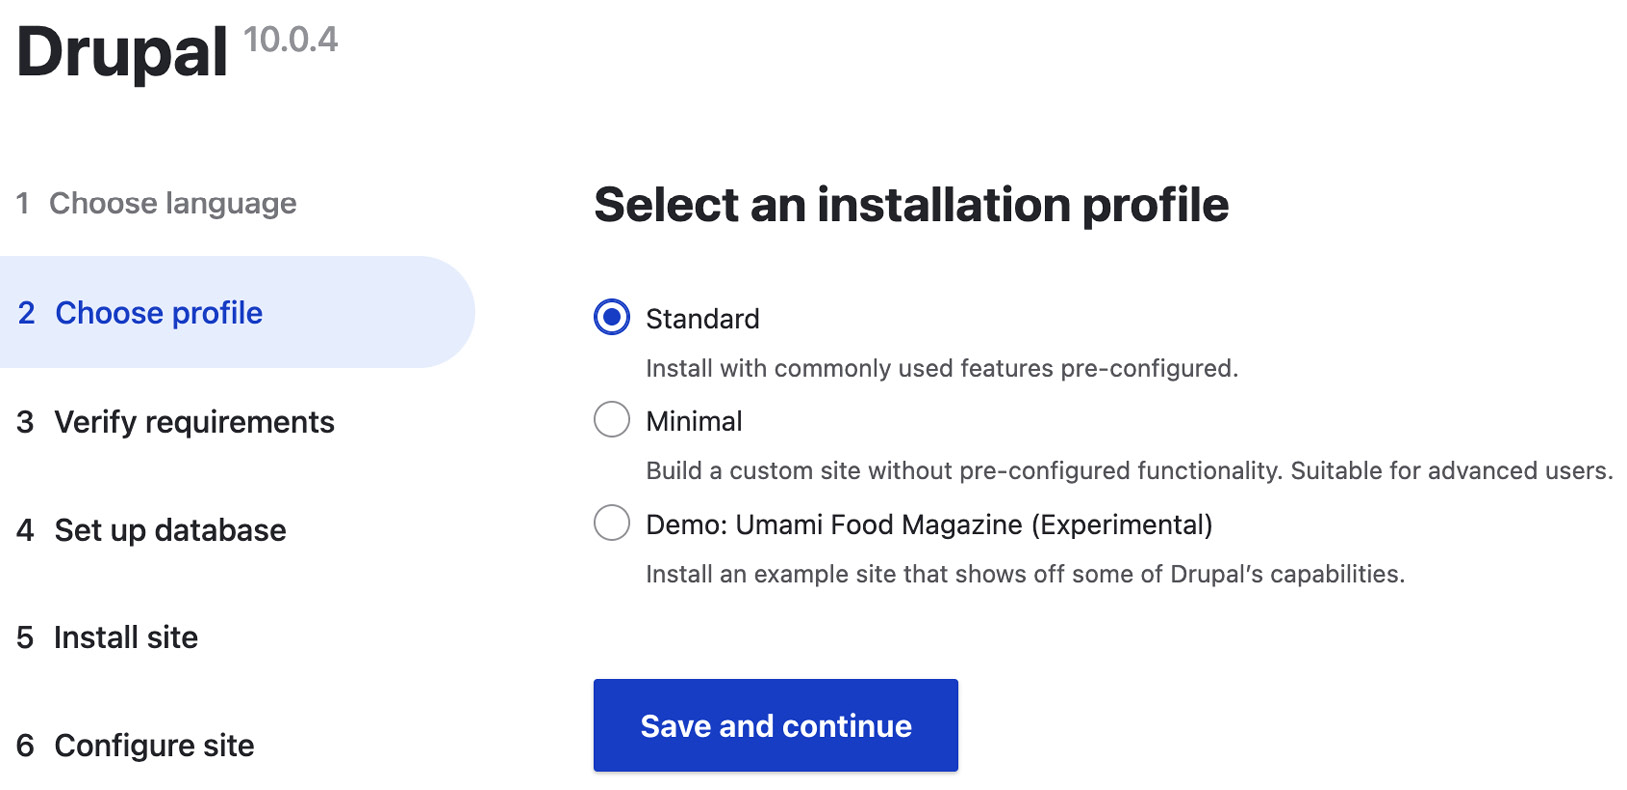 Drupal 10.0.4
1 Choose language
2 Choose profile
3 Verify requirements
4 Set up database
5 Install site
6 Configure site
Select an installation profile
Standard
Install with commonly used features pre-configured.
Minimal
Build a custom site without pre-configured functionality. Suitable for advanced users.
Demo: Umami Food Magazine (Experimental)
Install an example site that shows off some of Drupal’s capabilities.
Save and continue